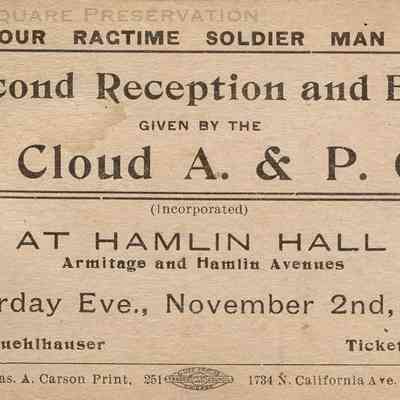 QUARE PRESERVATION
OUR RAGTIME SOLDIER MAN
cond Reception and B
GIVEN BY THE
Cloud A. & P. C
(Incorporated)
AT HAMLIN HALL
Armitage and Hamlin Avenues
rday Eve., November 2nd,
uehlhauser Ticket
as. A. Carson Print, 251 1734 N. California Ave.